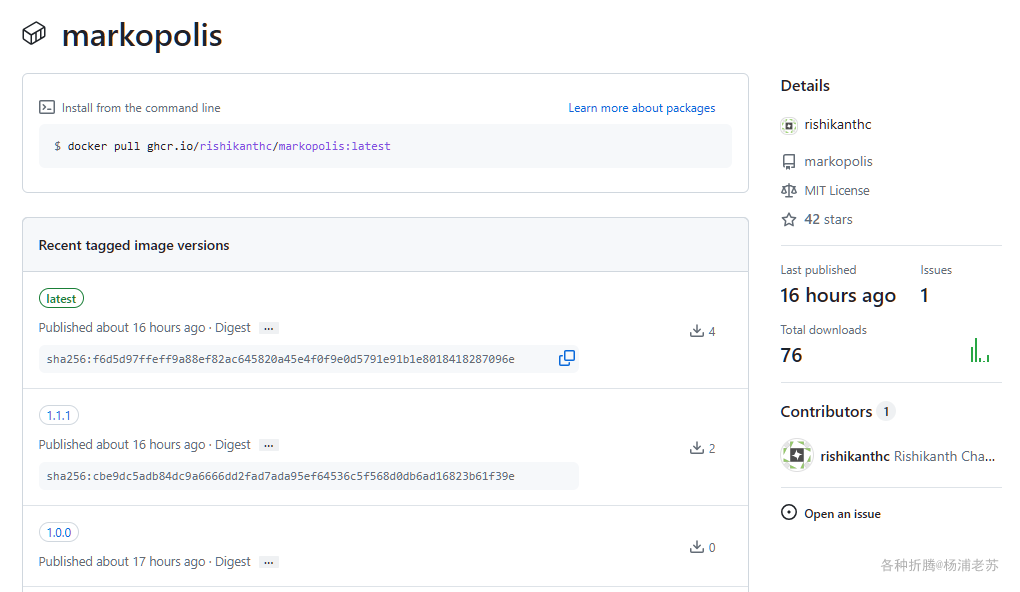 markopolis
Install from the command line
Learn more about packages
$ docker pull ghcr.io/rishikanthc/markopolis:latest
Recent tagged image versions
latest
Published about 16 hours ago · Digest ...
4
sha256:f6d5d97ffeff9a88ef82ac645820a45e4f0f9e0d5791e91b1e8018418287096e
1.1.1
Published about 16 hours ago · Digest ...
2
sha256:cbe9dc5adb84dc9a6666dd2fad7ada95ef64536c5f568d0db6ad16823b61f39e
1.0.0
Published about 17 hours ago · Digest ...
0
Details
rishikanthc
markopolis
MIT License
42 stars
Last published
Issues
16 hours ago
1
Total downloads
76
Contributors 1
rishikanthc Rishikanth Cha...
Open an issue
各种折腾@杨浦老苏